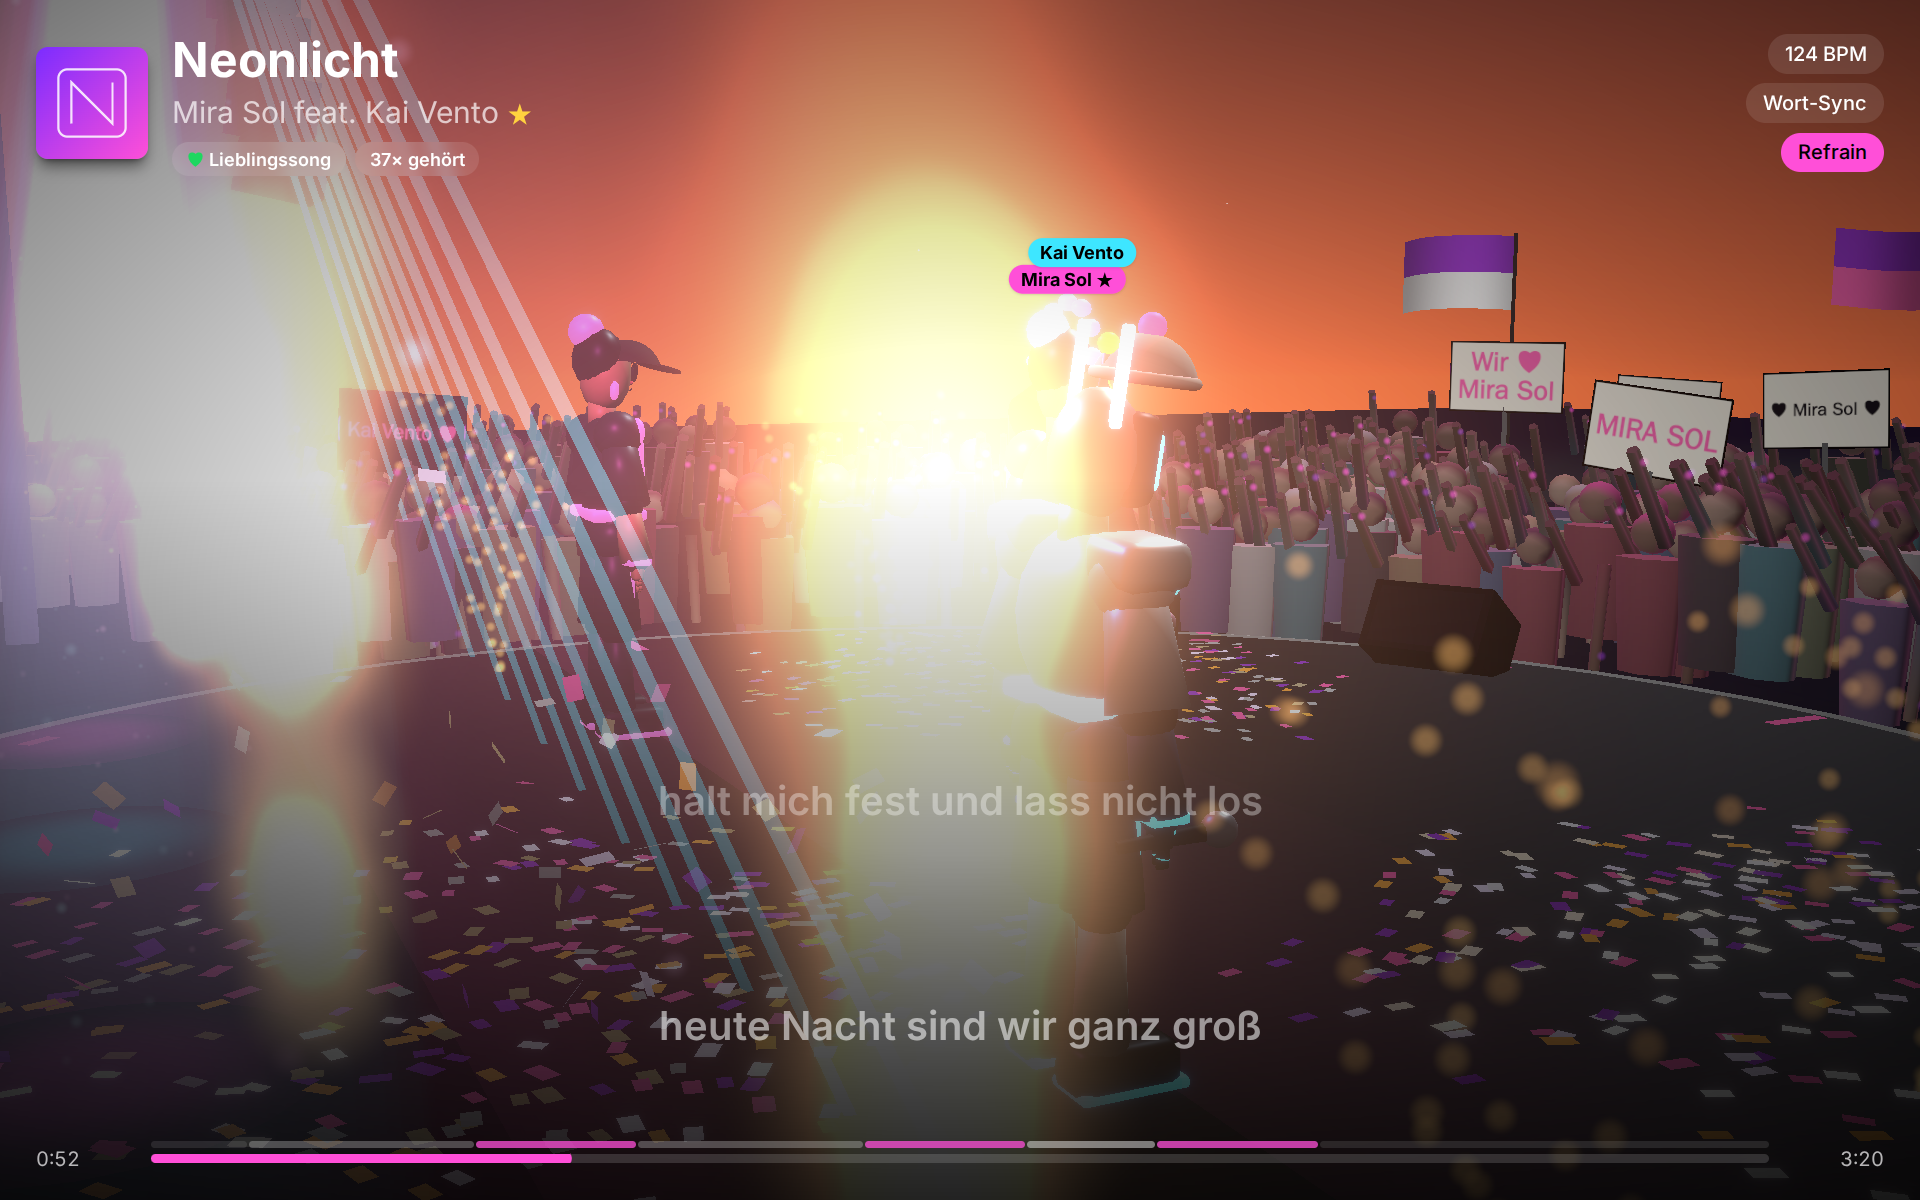 N
Neonlicht
Mira Sol feat. Kai Vento ★
Lieblingssong
37× gehört
124 BPM
Wort-Sync
Refrain
Kai Vento
Mira Sol ★
Wir ♥
Mira Sol
MIRA SOL
♥ Mira Sol ♥
Kai Vento ♥
halt mich fest und lass nicht los
heute Nacht sind wir ganz groß
0:52
3:20